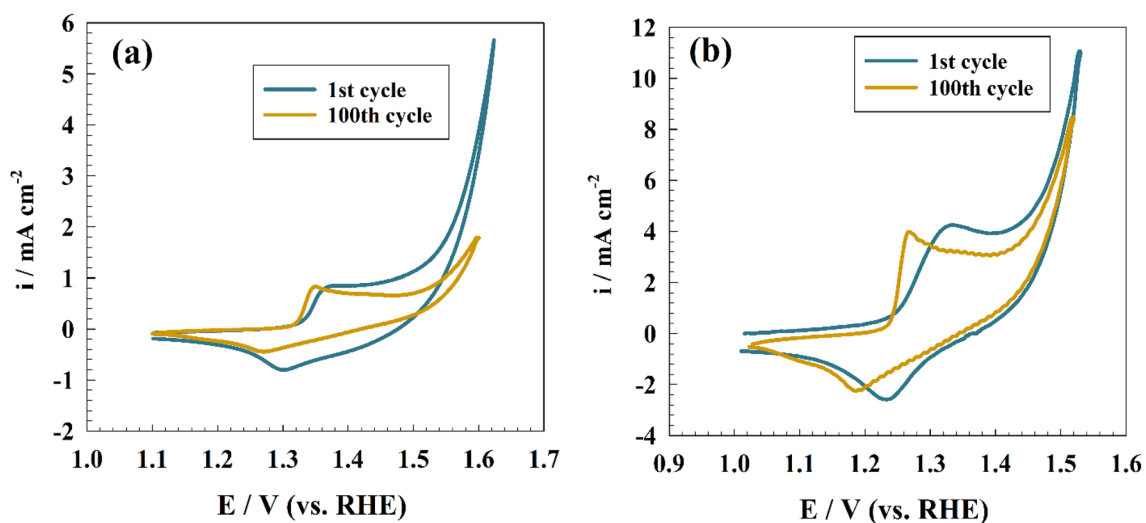 (a)
1st cycle
100th cycle
i / mA cm-2
6
5
4
3
2
1
0
-1
-2
1.0 1.1 1.2 1.3 1.4 1.5 1.6 1.7
E / V (vs. RHE)
(b)
1st cycle
100th cycle
i / mA cm-2
12
10
8
6
4
2
0
-2
-4
0.9 1.0 1.1 1.2 1.3 1.4 1.5 1.6
E / V (vs. RHE)